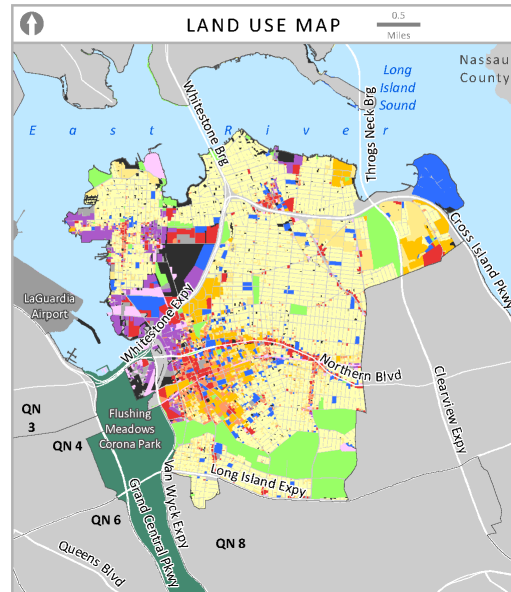 LAND USE MAP
0.5
Miles
Nassau
County
Long
Island
Sound
East River
Whitestone Brg
Throgs Neck Brg
Cross Island Pkwy
LaGuardia
Airport
Whitestone Expy
Northern Blvd
Clearview Expy
QN
3
Flushing
Meadows
Corona Park
QN 4
Long Island Expy
Van Wyck Expy
Grand Central Pkwy
QN 6
QN 8
Queens Blvd